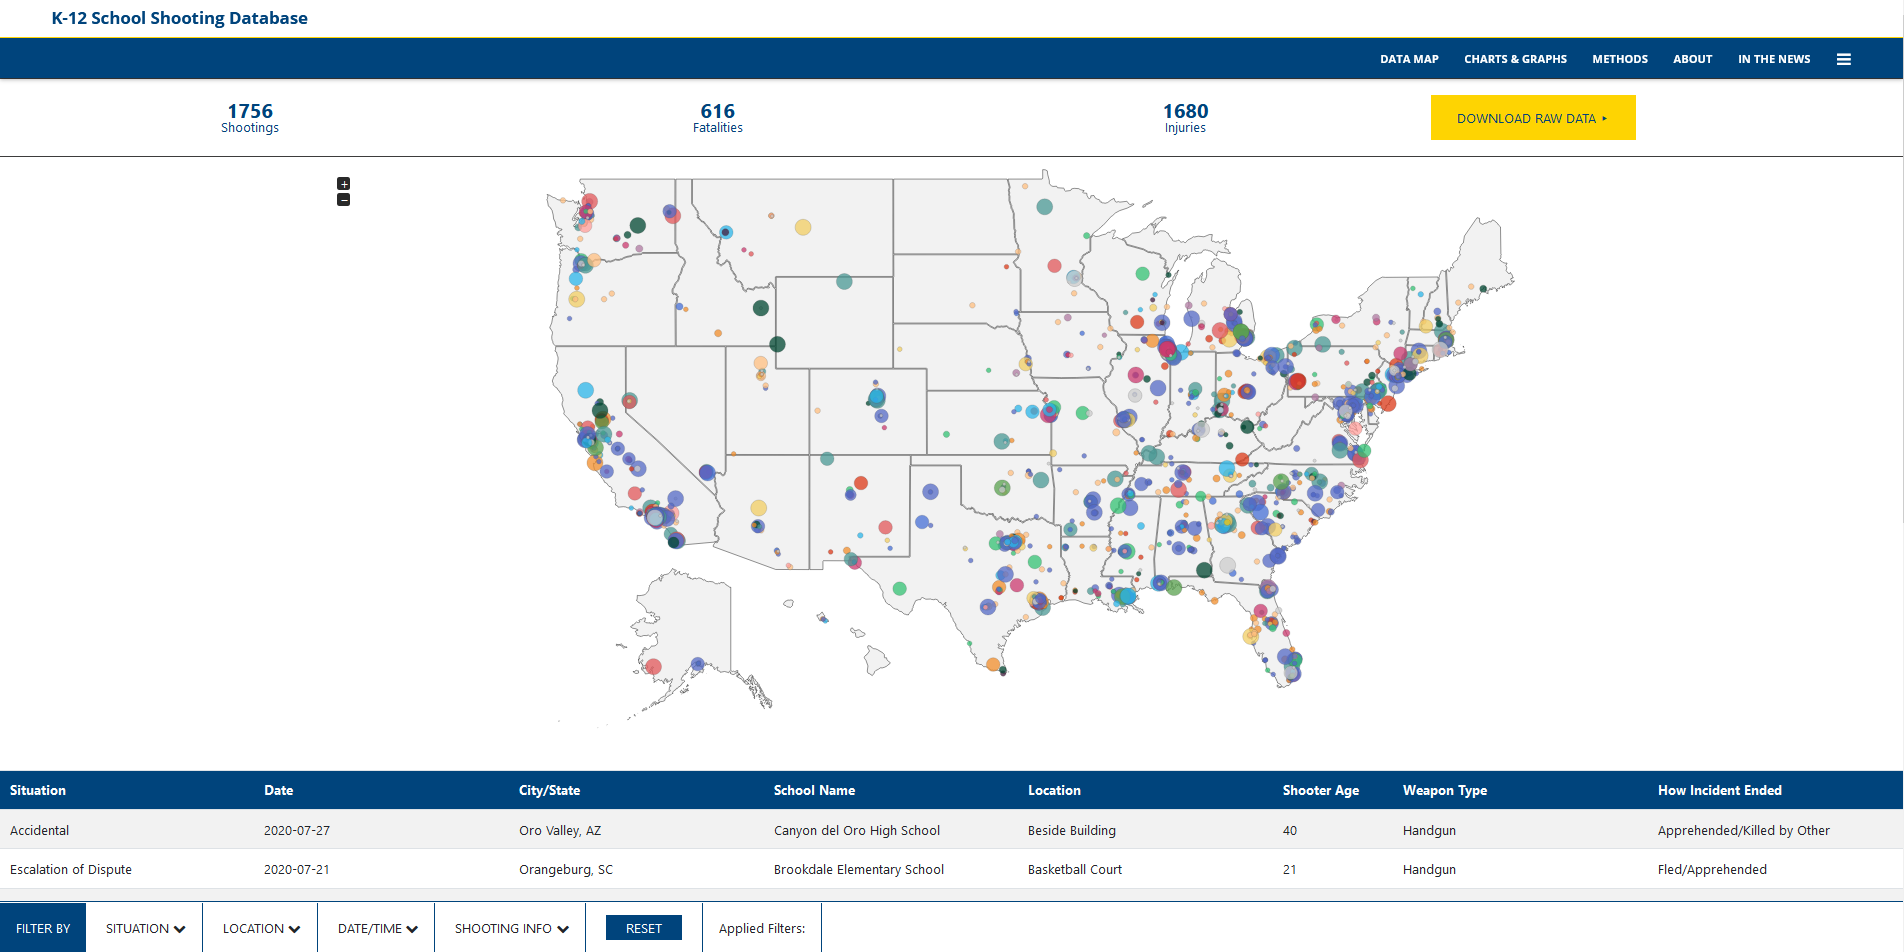 K-12 School Shooting Database
DATA MAP CHARTS & GRAPHS METHODS ABOUT IN THE NEWS
1756 616 1680
Shootings Fatalities Injuries
DOWNLOAD RAW DATA ▸
+
−
Situation Date City/State School Name Location Shooter Age Weapon Type How Incident Ended
Accidental 2020-07-27 Oro Valley, AZ Canyon del Oro High School Beside Building 40 Handgun Apprehended/Killed by Other
Escalation of Dispute 2020-07-21 Orangeburg, SC Brookdale Elementary School Basketball Court 21 Handgun Fled/Apprehended
FILTER BY SITUATION LOCATION DATE/TIME SHOOTING INFO RESET Applied Filters: